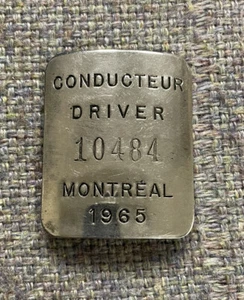 CONDUCTEUR
DRIVER
10484
MONTRÉAL
1965